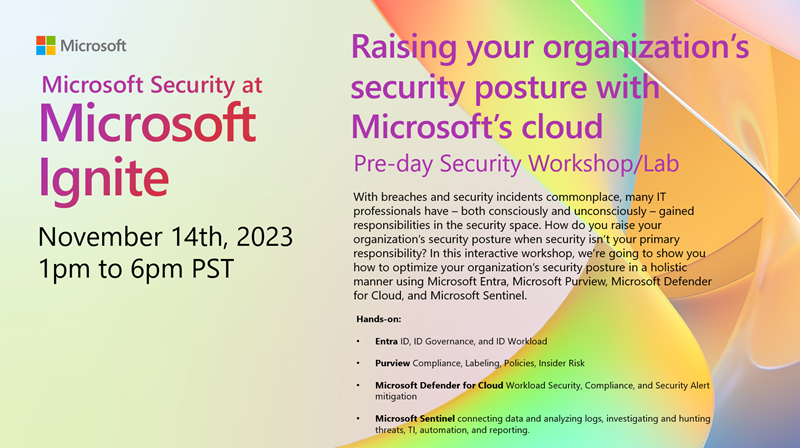 Microsoft
Microsoft Security at
Microsoft
Ignite
November 14th, 2023
1pm to 6pm PST
Raising your organization's
security posture with
Microsoft's cloud
Pre-day Security Workshop/Lab
With breaches and security incidents commonplace, many IT
professionals have – both consciously and unconsciously – gained
responsibilities in the security space. How do you raise your
organization's security posture when security isn't your primary
responsibility? In this interactive workshop, we're going to show you
how to optimize your organization's security posture in a holistic
manner using Microsoft Entra, Microsoft Purview, Microsoft Defender
for Cloud, and Microsoft Sentinel.
Hands-on:
• Entra ID, ID Governance, and ID Workload
• Purview Compliance, Labeling, Policies, Insider Risk
• Microsoft Defender for Cloud Workload Security, Compliance, and Security Alert
mitigation
• Microsoft Sentinel connecting data and analyzing logs, investigating and hunting
threats, TI, automation, and reporting.